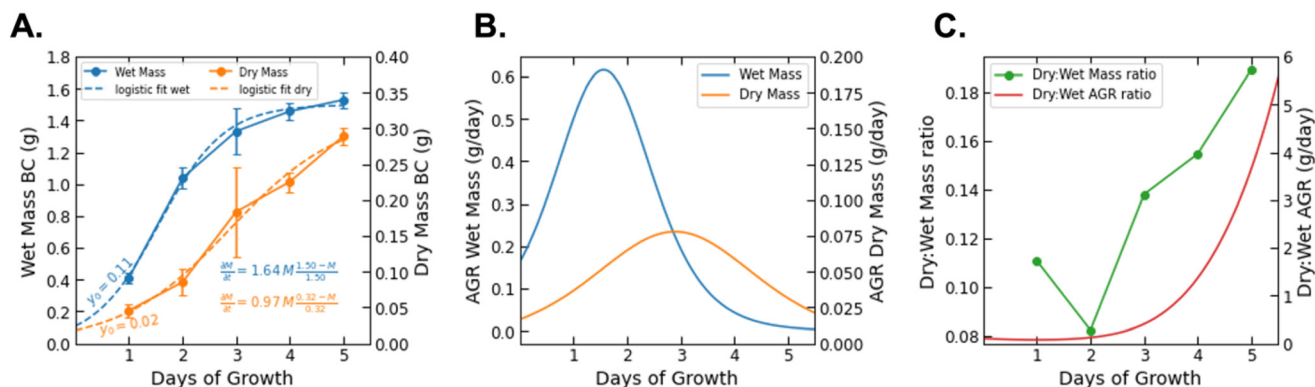 A.
Wet Mass
Dry Mass
logistic fit wet
logistic fit dry
Wet Mass BC (g)
1.8
1.6
1.4
1.2
1.0
0.8
0.6
0.4
0.2
0.0
0.40
0.35
0.30
0.25
0.20
0.15
0.10
0.05
0.00
Dry Mass BC (g)
y₀ = 0.11
y₀ = 0.02
∂M/∂t = 1.64 M (1.50 − M)/1.50
∂M/∂t = 0.97 M (0.32 − M)/0.32
1 2 3 4 5
Days of Growth
B.
Wet Mass
Dry Mass
AGR Wet Mass (g/day)
0.6
0.5
0.4
0.3
0.2
0.1
0.0
0.200
0.175
0.150
0.125
0.100
0.075
0.050
0.025
0.000
AGR Dry Mass (g/day)
1 2 3 4 5
Days of Growth
C.
Dry:Wet Mass ratio
Dry:Wet AGR ratio
Dry:Wet Mass ratio
0.18
0.16
0.14
0.12
0.10
0.08
6
5
4
3
2
1
0
Dry:Wet AGR (g/day)
1 2 3 4 5
Days of Growth